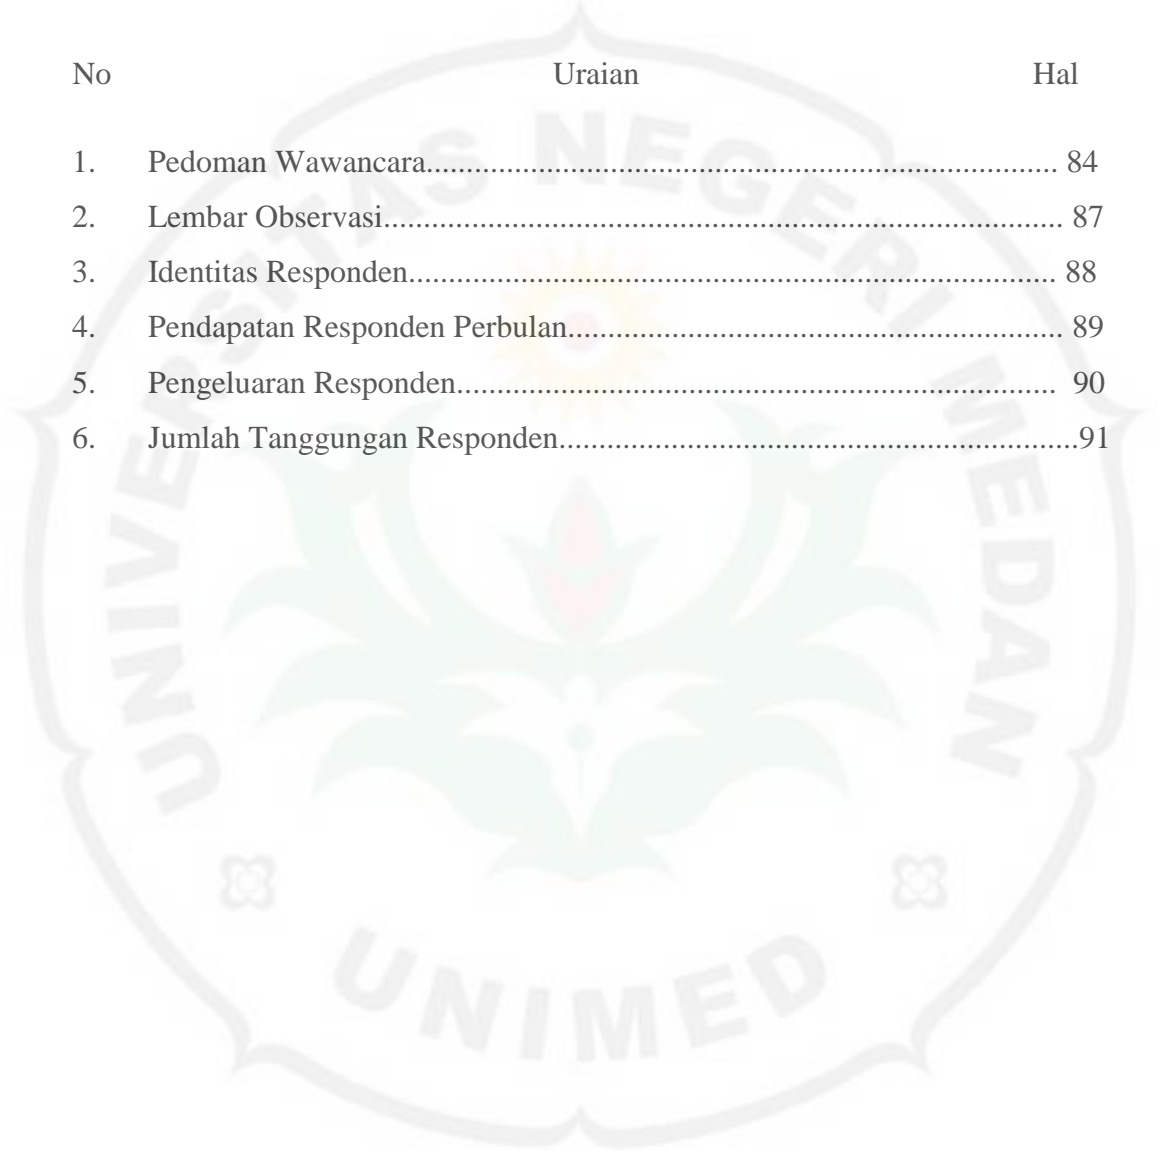 No Uraian Hal
1. Pedoman Wawancara............................................................................... 84
2. Lembar Observasi..................................................................................... 87
3. Identitas Responden................................................................................. 88
4. Pendapatan Responden Perbulan.............................................................. 89
5. Pengeluaran Responden........................................................................... 90
6. Jumlah Tanggungan Responden.................................................................91
UNIVERSITAS NEGERI MEDAN
UNIMED